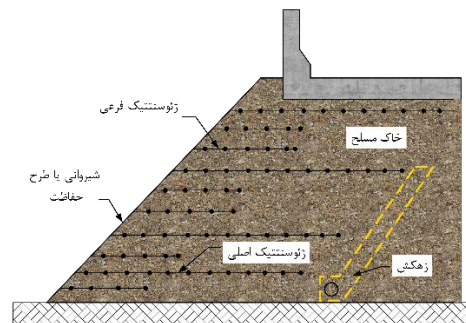 ژئوسنتتیک فرعی
خاک مسلح
شیروانی یا طرح
حفاظت
ژئوسنتتیک اصلی
زهکش